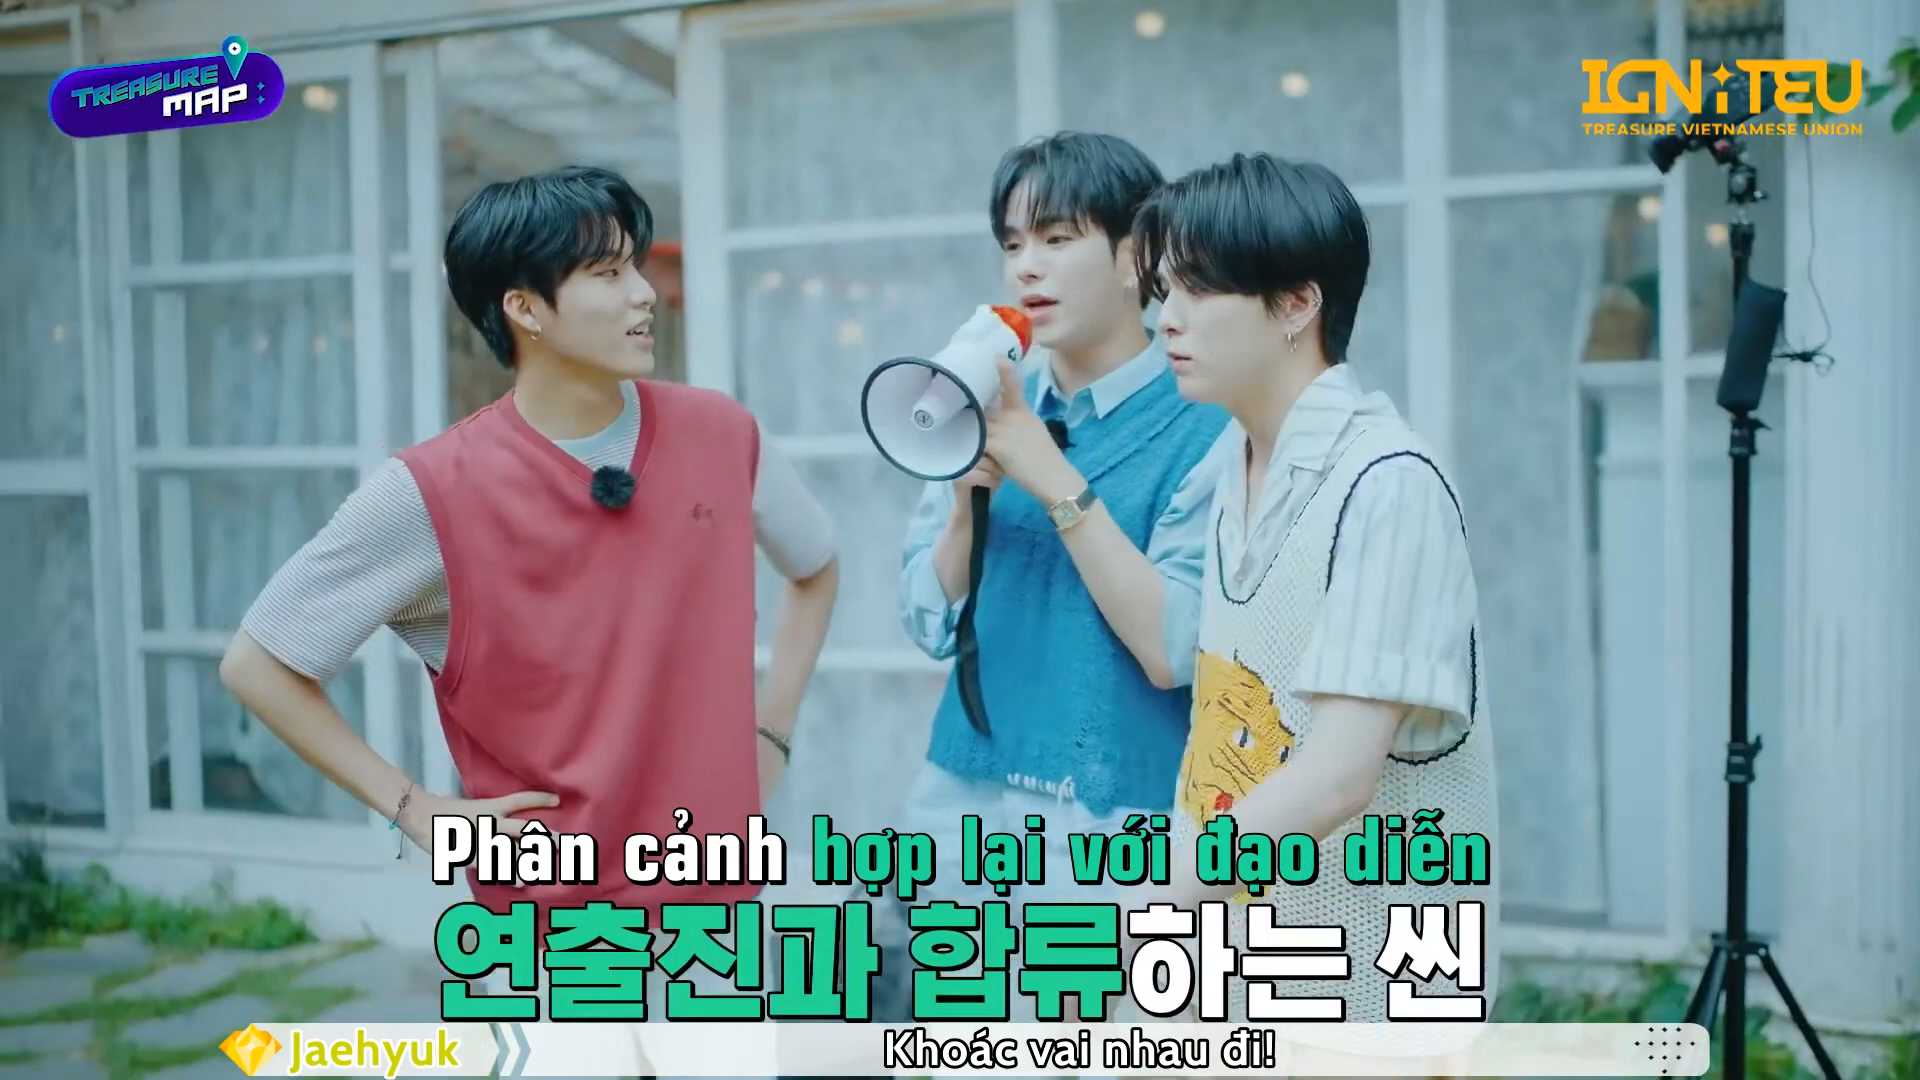 TREASURE
MAP
IGNITEU
TREASURE VIETNAMESE UNION
Phân cảnh hợp lại với đạo diễn
연출진과 합류하는 씬
Jaehyuk
Khoác vai nhau đi!